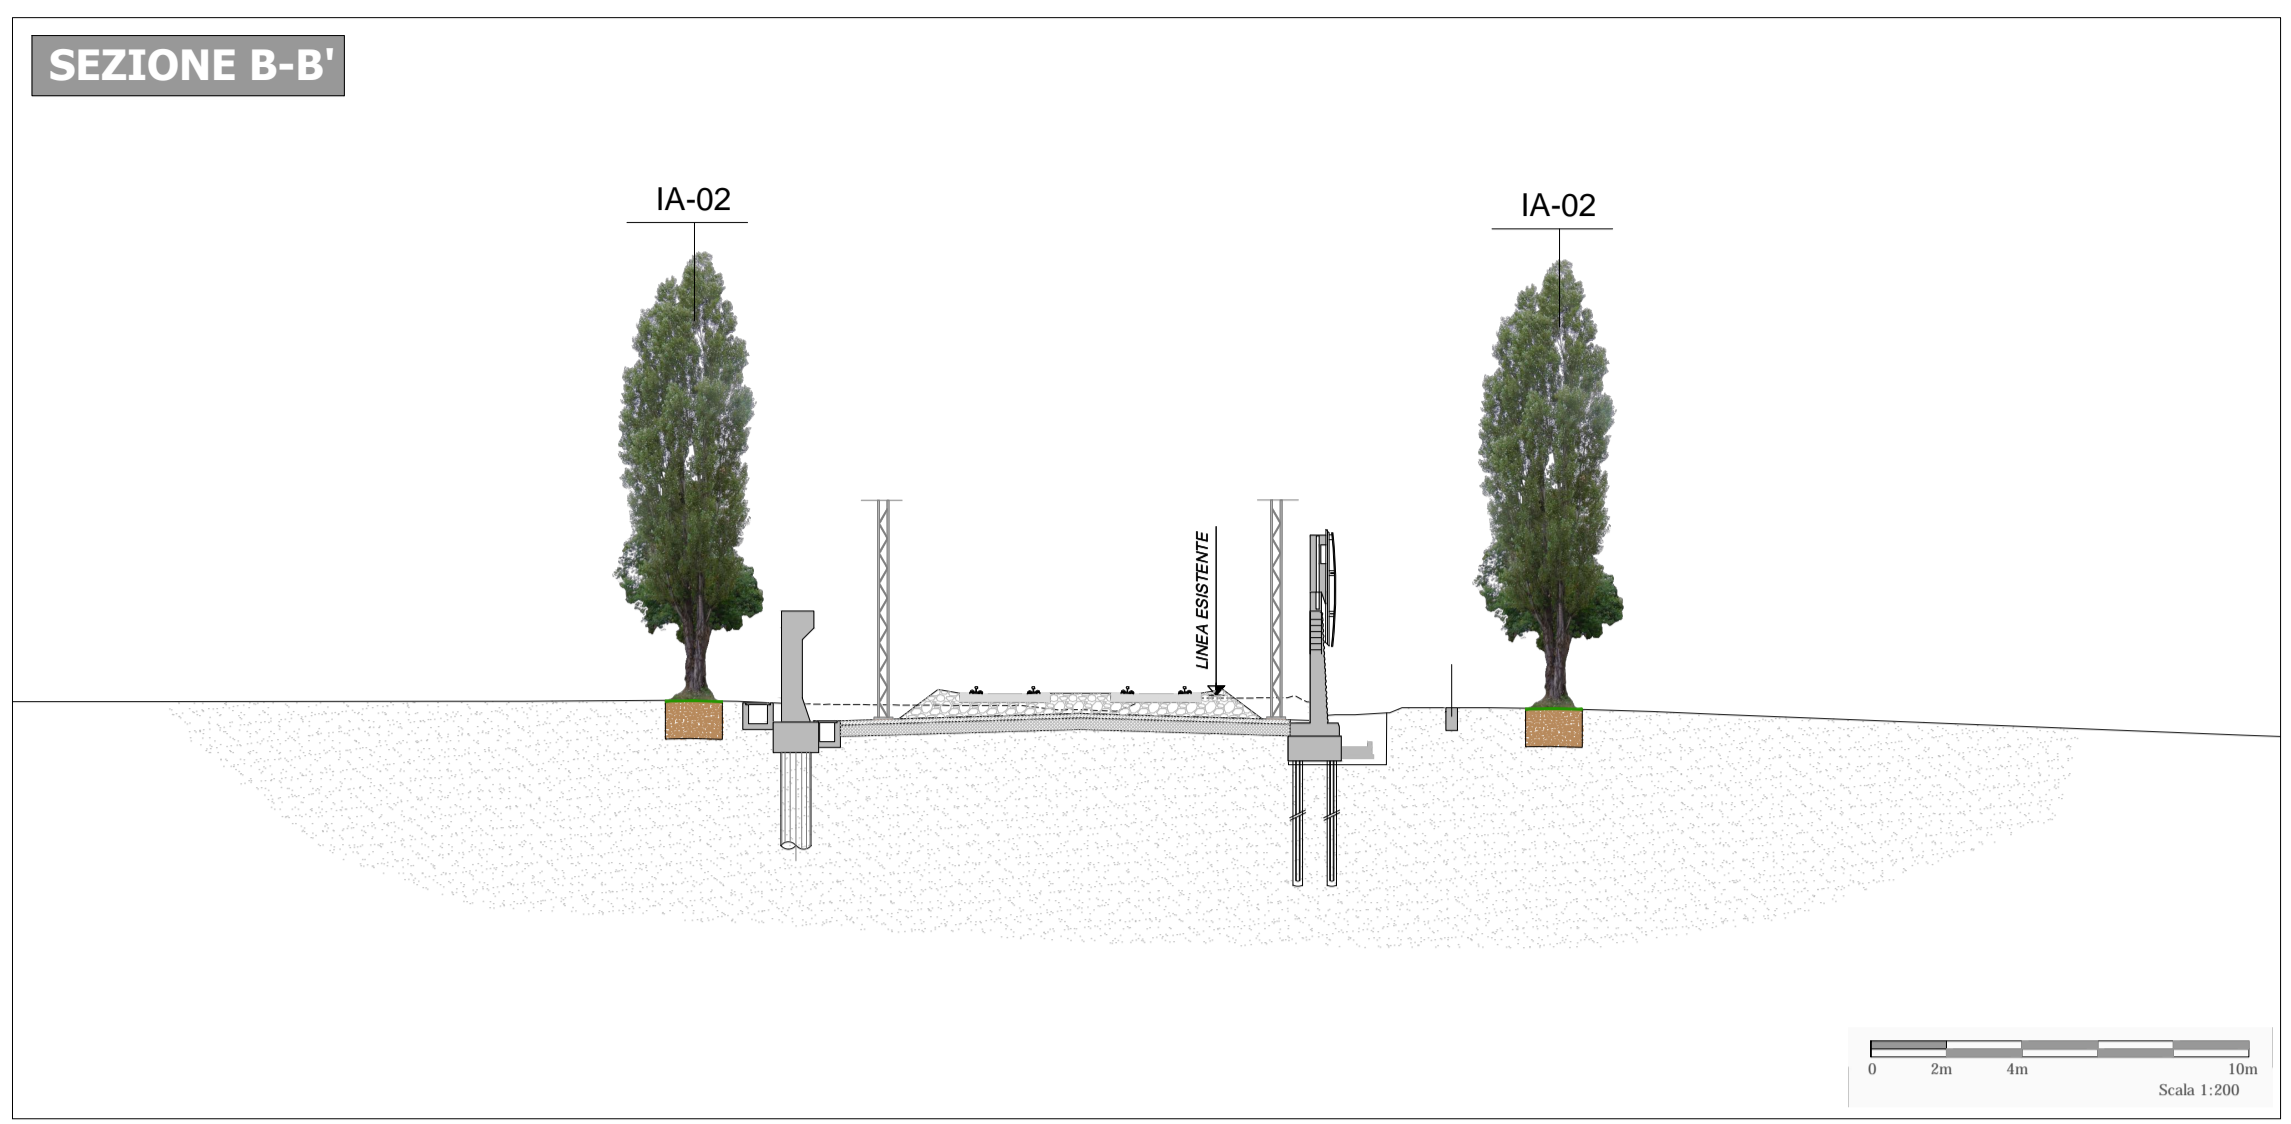 SEZIONE B-B'
IA-02
IA-02
LINEA ESISTENTE
0 2m 4m 10m
Scala 1:200